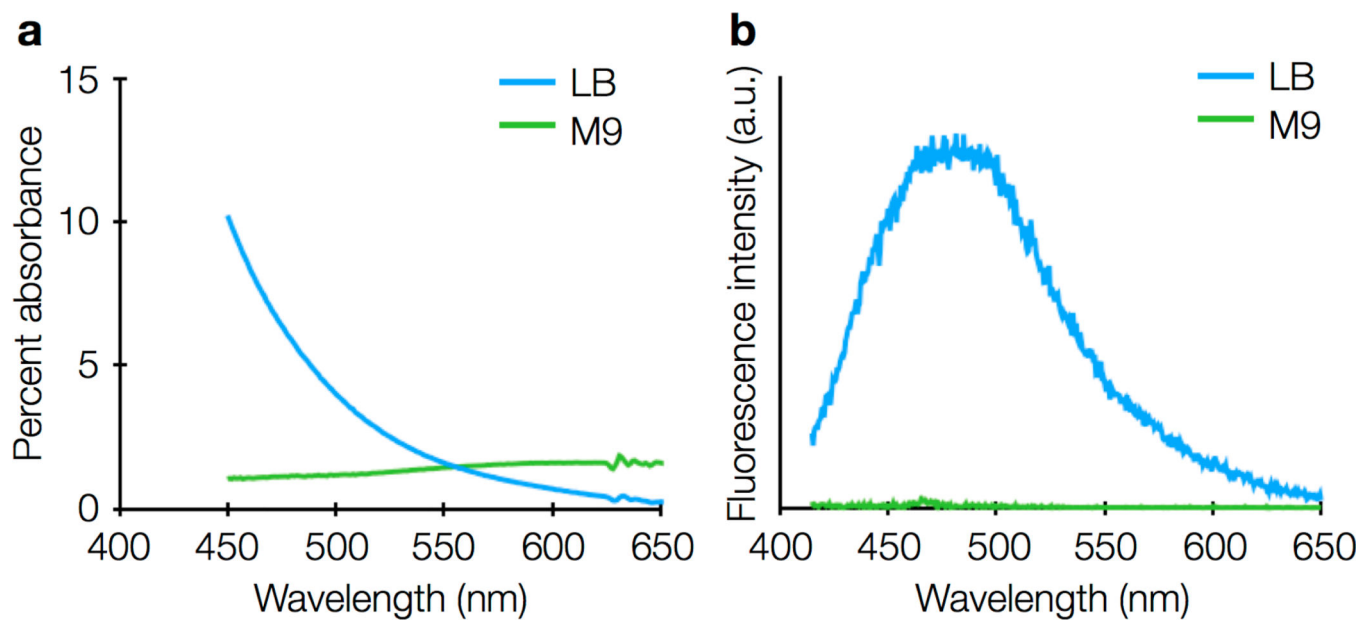 a
Percent absorbance
15
10
5
0
LB
M9
400 450 500 550 600 650
Wavelength (nm)
b
Fluorescence intensity (a.u.)
LB
M9
400 450 500 550 600 650
Wavelength (nm)